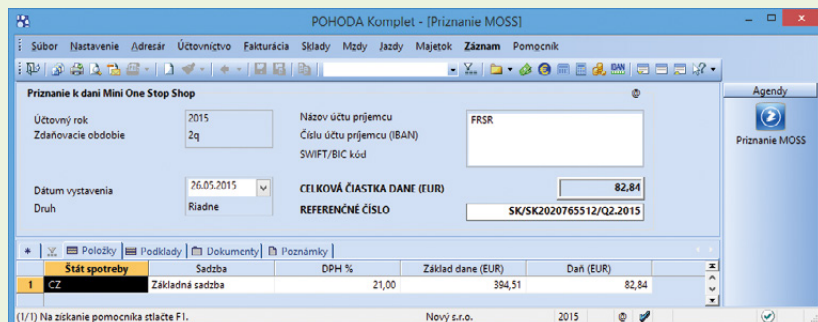 POHODA Komplet - [Priznanie MOSS]
Súbor Nastavenie Adresár Účtovníctvo Fakturácia Sklady Mzdy Jazdy Majetok Záznam Pomocník
Priznanie k dani Mini One Stop Shop @
Účtovný rok 2015
Zdaňovacie obdobie 2q
Názov účtu príjemcu FRSR
Číslu účtu príjemcu (IBAN)
SWIFT/BIC kód
Dátum vystavenia 26.05.2015
Druh Riadne
CELKOVÁ ČIASTKA DANE (EUR) 82,84
REFERENČNÉ ČÍSLO SK/SK2020765512/Q2.2015
Agendy
Priznanie MOSS
Položky Podklady Dokumenty Poznámky
Štát spotreby Sadzba DPH % Základ dane (EUR) Daň (EUR)
1 CZ Základná sadzba 21,00 394,51 82,84
(1/1) Na získanie pomocníka stlačte F1. Nový s.r.o. 2015 @